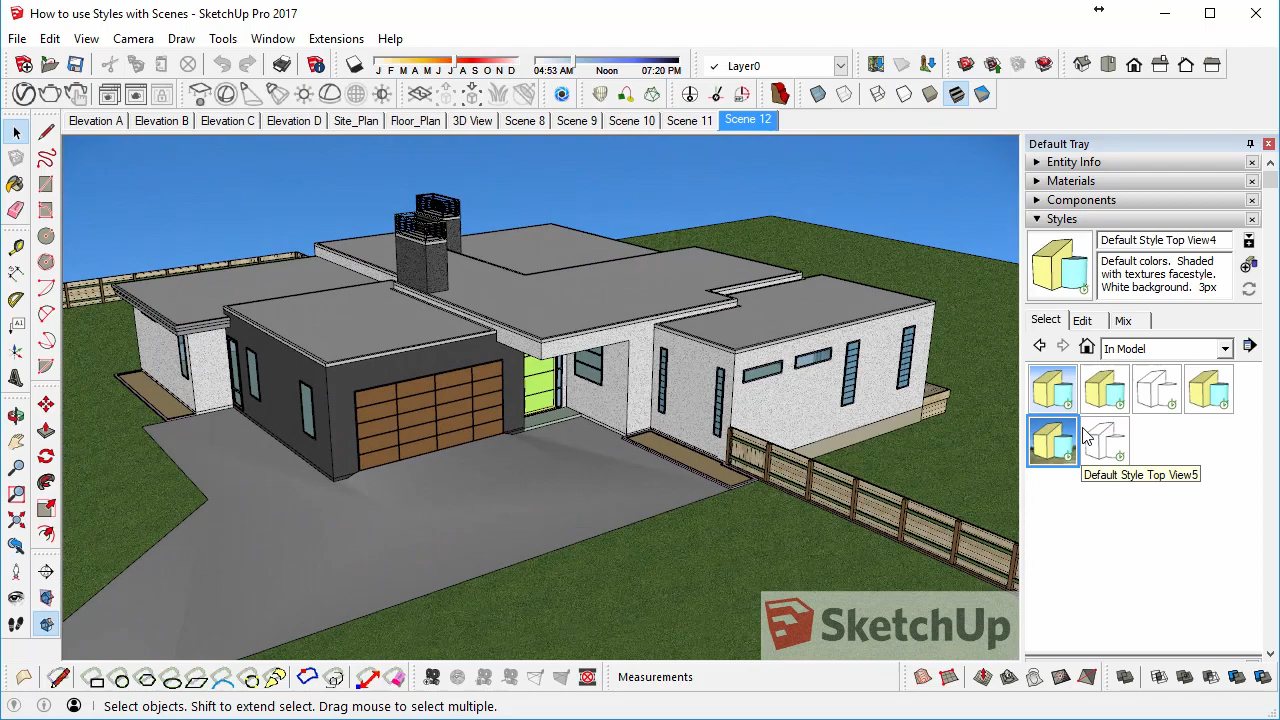 How to use Styles with Scenes - SketchUp Pro 2017
File Edit View Camera Draw Tools Window Extensions Help
J F M A M J J A S O N D
04:53 AM Noon 07:20 PM
Layer0
Elevation A Elevation B Elevation C Elevation D Site_Plan Floor_Plan 3D View Scene 8 Scene 9 Scene 10 Scene 11 Scene 12
Default Tray
Entity Info
Materials
Components
Styles
Default Style Top View4
Default colors. Shaded
with textures facestyle.
White background. 3px
Select Edit Mix
In Model
Default Style Top View5
A1
SketchUp
Measurements
Select objects. Shift to extend select. Drag mouse to select multiple.